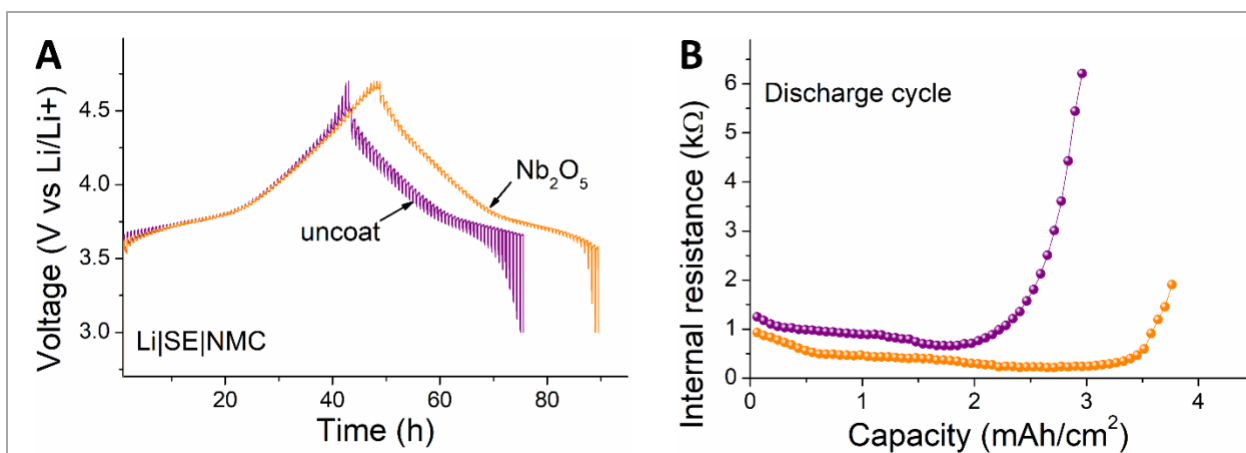 A
Voltage (V vs Li/Li+)
4.5
4.0
3.5
3.0
Nb₂O₅
uncoat
Li|SE|NMC
20
40
60
80
Time (h)
B
Discharge cycle
Internal resistance (kΩ)
6
5
4
3
2
1
0
0
1
2
3
4
Capacity (mAh/cm²)